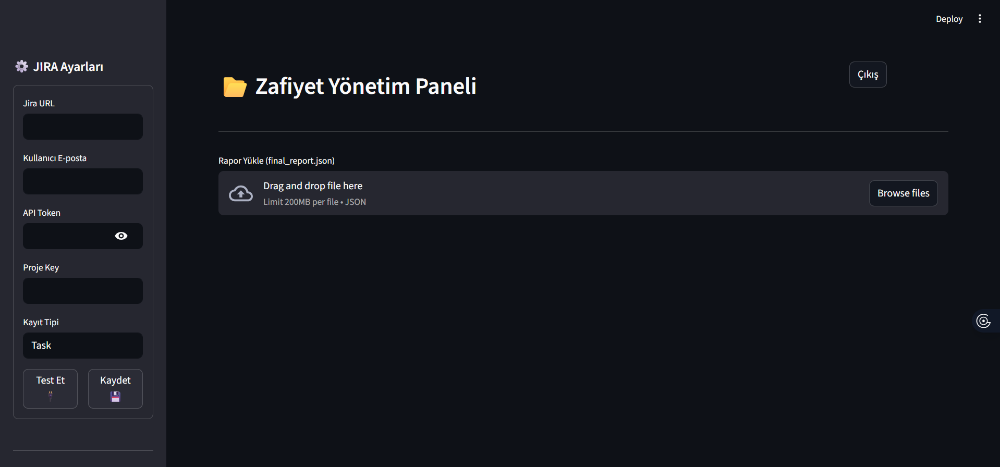 Deploy
JIRA Ayarları
Jira URL
Kullanıcı E-posta
API Token
Proje Key
Kayıt Tipi
Task
Test Et
Kaydet
Zafiyet Yönetim Paneli
Çıkış
Rapor Yükle (final_report.json)
Drag and drop file here
Limit 200MB per file • JSON
Browse files